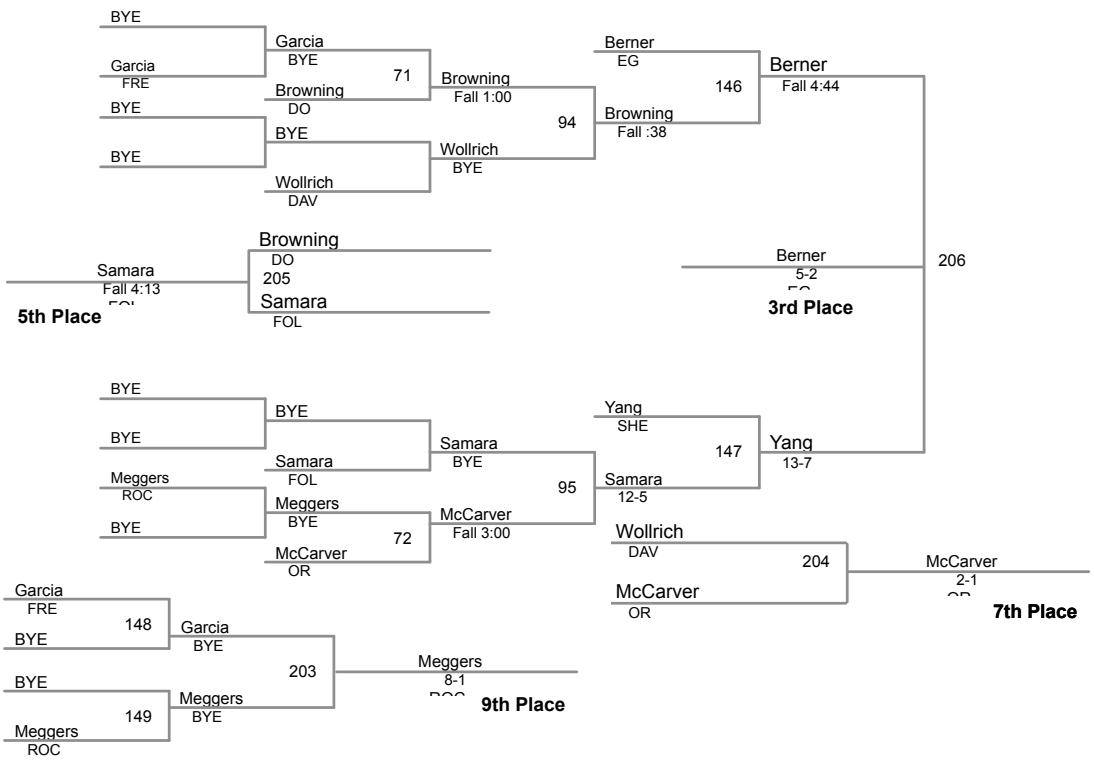 BYE
Garcia
FRE
BYE
BYE
Garcia
BYE
71
Browning
DO
BYE
Wollrich
DAV
Browning
Fall 1:00
94
Wollrich
BYE
Berner
EG
146
Browning
Fall :38
Berner
Fall 4:44
206
Browning
DO
205
Samara
FOL
Samara
Fall 4:13
5th Place
Berner
5-2
3rd Place
BYE
BYE
Meggers
ROC
BYE
BYE
Samara
FOL
Meggers
BYE
72
McCarver
OR
Samara
BYE
95
McCarver
Fall 3:00
Yang
SHE
147
Samara
12-5
Yang
13-7
Wollrich
DAV
204
McCarver
OR
McCarver
2-1
7th Place
Garcia
FRE
148
BYE
BYE
149
Meggers
ROC
Garcia
BYE
203
Meggers
BYE
Meggers
8-1
9th Place